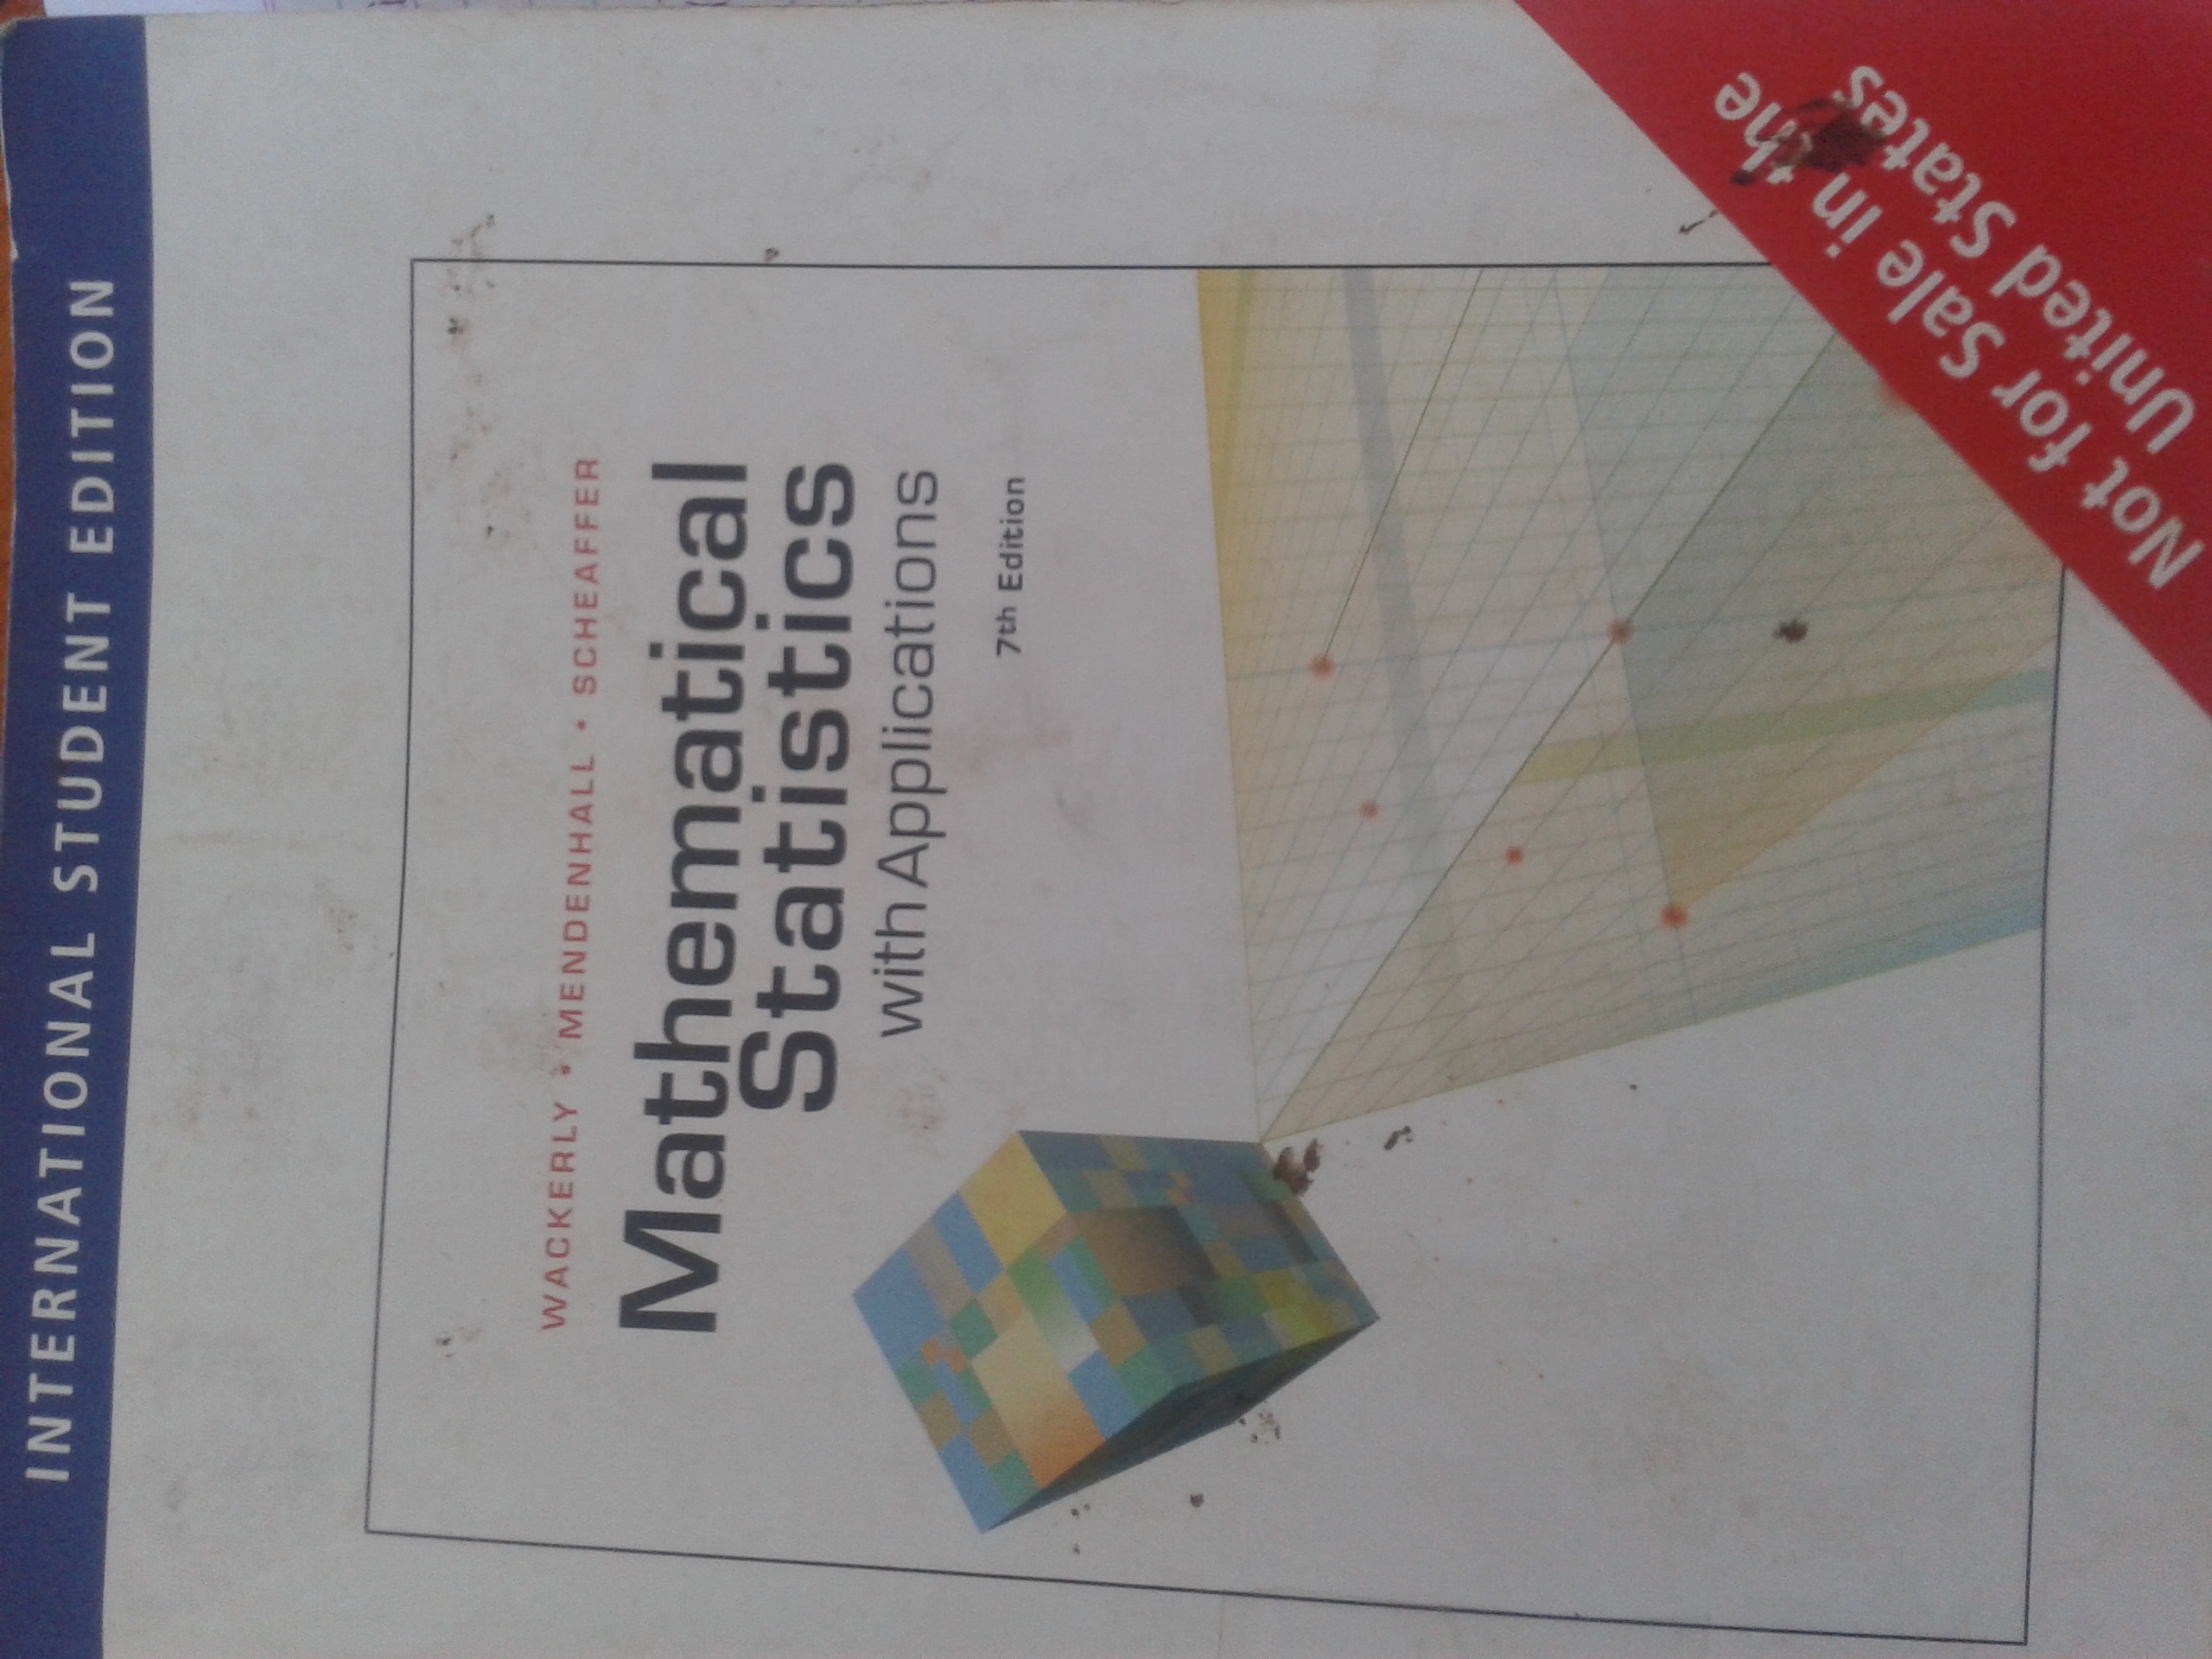 INTERNATIONAL STUDENT EDITION
WACKERLY • MENDENHALL • SCHEAFFER
Mathematical
Statistics
with Applications
7th Edition
Not for Sale in the
United States